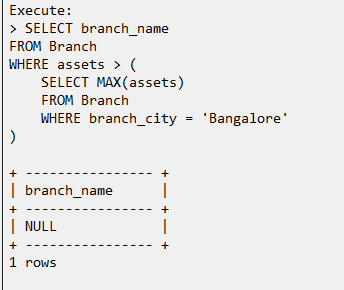 Execute:
> SELECT branch_name
FROM Branch
WHERE assets > (
    SELECT MAX(assets)
    FROM Branch
    WHERE branch_city = 'Bangalore'
)
+ ---------------- +
| branch_name      |
+ ---------------- +
| NULL             |
+ ---------------- +
1 rows